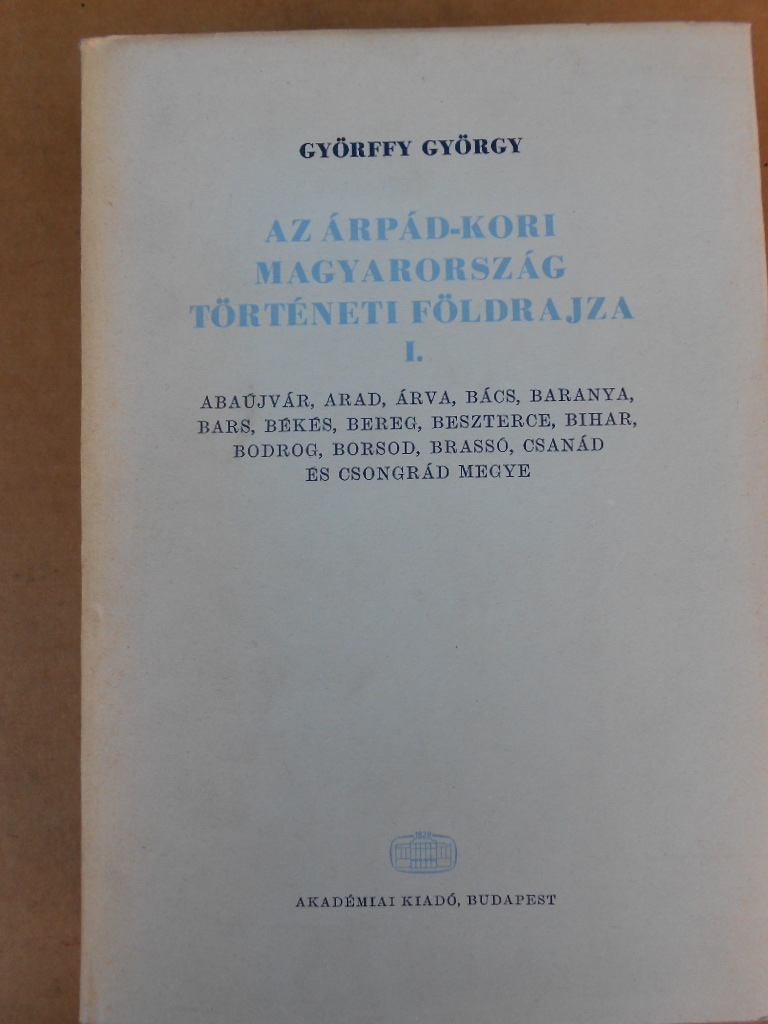 GYÖRFFY GYÖRGY
AZ ÁRPÁD-KORI
MAGYARORSZÁG
TÖRTÉNETI FÖLDRAJZA
I.
ABAÚJVÁR, ARAD, ÁRVA, BÁCS, BARANYA,
BARS, BÉKÉS, BEREG, BESZTERCE, BIHAR,
BODROG, BORSOD, BRASSÓ, CSANÁD
ÉS CSONGRÁD MEGYE
1828
AKADÉMIAI KIADÓ, BUDAPEST